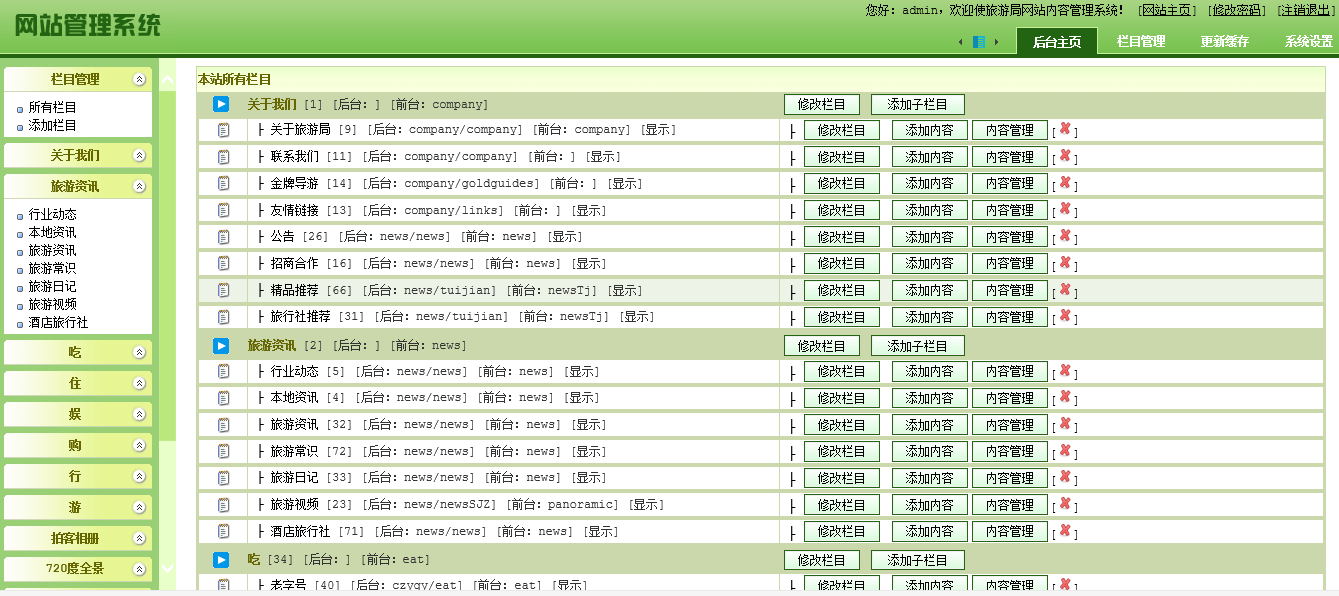 网站管理系统
您好: admin, 欢迎使旅游局网站内容管理系统! [网站主页] [修改密码] [注销退出]
后台主页 栏目管理 更新缓存 系统设置
栏目管理
所有栏目
添加栏目
关于我们
旅游资讯
行业动态
本地资讯
旅游资讯
旅游常识
旅游日记
旅游视频
酒店旅行社
吃
住
娱
购
行
游
拍客相册
720度全景
本站所有栏目
关于我们 [1] [后台: ] [前台: company] 修改栏目 添加子栏目
├ 关于旅游局 [9] [后台: company/company] [前台: company] [显示] ├ 修改栏目 添加内容 内容管理 [ ]
├ 联系我们 [11] [后台: company/company] [前台: ] [显示] ├ 修改栏目 添加内容 内容管理 [ ]
├ 金牌导游 [14] [后台: company/goldguides] [前台: ] [显示] ├ 修改栏目 添加内容 内容管理 [ ]
├ 友情链接 [13] [后台: company/links] [前台: ] [显示] ├ 修改栏目 添加内容 内容管理 [ ]
├ 公告 [26] [后台: news/news] [前台: news] [显示] ├ 修改栏目 添加内容 内容管理 [ ]
├ 招商合作 [16] [后台: news/news] [前台: news] [显示] ├ 修改栏目 添加内容 内容管理 [ ]
├ 精品推荐 [66] [后台: news/tuijian] [前台: newsTj] [显示] ├ 修改栏目 添加内容 内容管理 [ ]
├ 旅行社推荐 [31] [后台: news/tuijian] [前台: newsTj] [显示] ├ 修改栏目 添加内容 内容管理 [ ]
旅游资讯 [2] [后台: ] [前台: news] 修改栏目 添加子栏目
├ 行业动态 [5] [后台: news/news] [前台: news] [显示] ├ 修改栏目 添加内容 内容管理 [ ]
├ 本地资讯 [4] [后台: news/news] [前台: news] [显示] ├ 修改栏目 添加内容 内容管理 [ ]
├ 旅游资讯 [32] [后台: news/news] [前台: news] [显示] ├ 修改栏目 添加内容 内容管理 [ ]
├ 旅游常识 [72] [后台: news/news] [前台: news] [显示] ├ 修改栏目 添加内容 内容管理 [ ]
├ 旅游日记 [33] [后台: news/news] [前台: news] [显示] ├ 修改栏目 添加内容 内容管理 [ ]
├ 旅游视频 [23] [后台: news/newsSJZ] [前台: panoramic] [显示] ├ 修改栏目 添加内容 内容管理 [ ]
├ 酒店旅行社 [71] [后台: news/news] [前台: news] [显示] ├ 修改栏目 添加内容 内容管理 [ ]
吃 [34] [后台: ] [前台: eat] 修改栏目 添加子栏目
├ 老字号 [40] [后台: czygy/eat] [前台: eat] [显示] ├ 修改栏目 添加内容 内容管理 [ ]